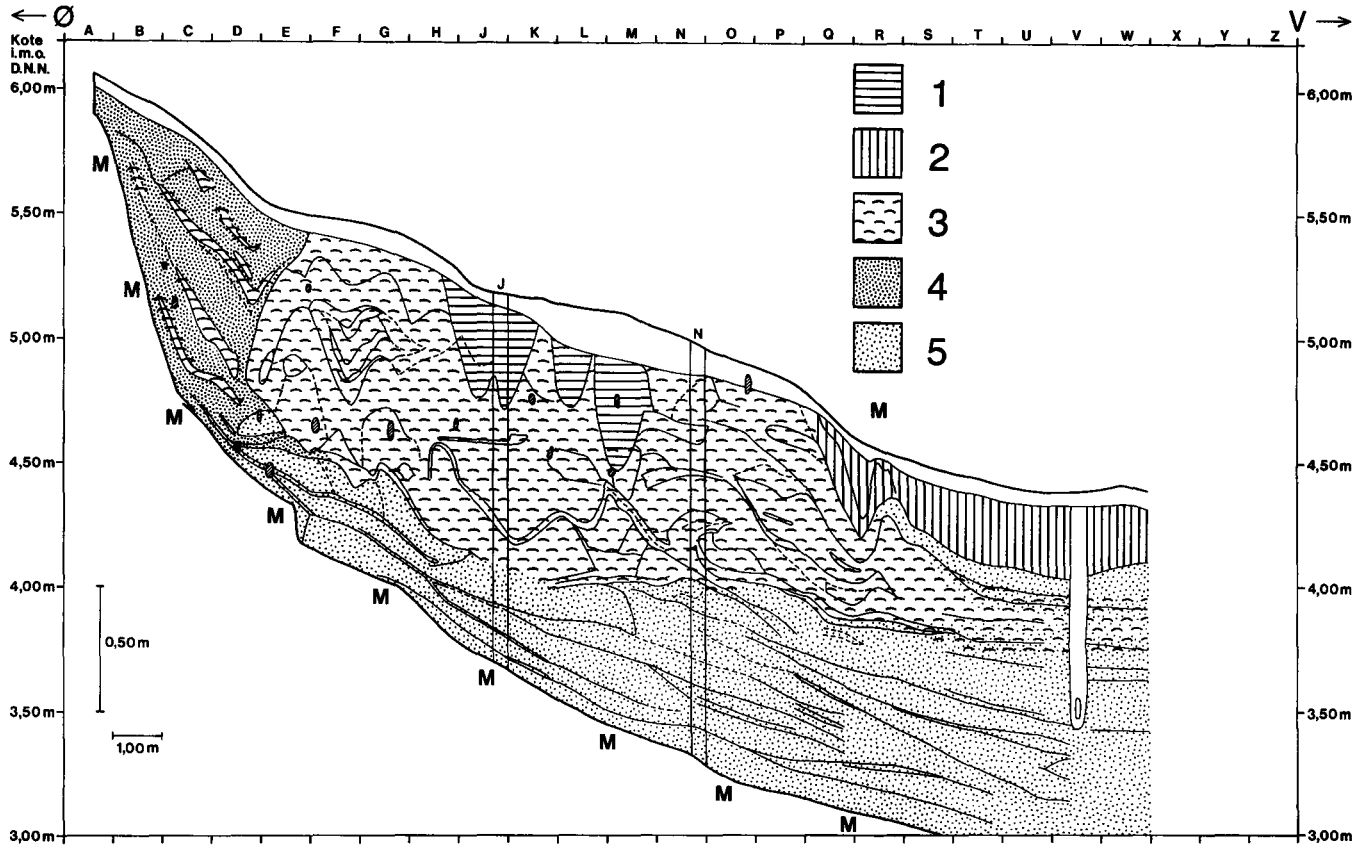 ← Ø V →
A B C D E F G H J K L M N O P Q R S T U V W X Y Z
Kote
i.m.o.
D.N.N.
6,00m 6,00m
1
2
M
M
5,50m 5,50m
3
J
4
5,00m N 5,00m
5
M
M
4,50m 4,50m
M
4,00m 4,00m
M
0,50m
M
3,50m 3,50m
1,00m
M
M
M
3,00m 3,00m